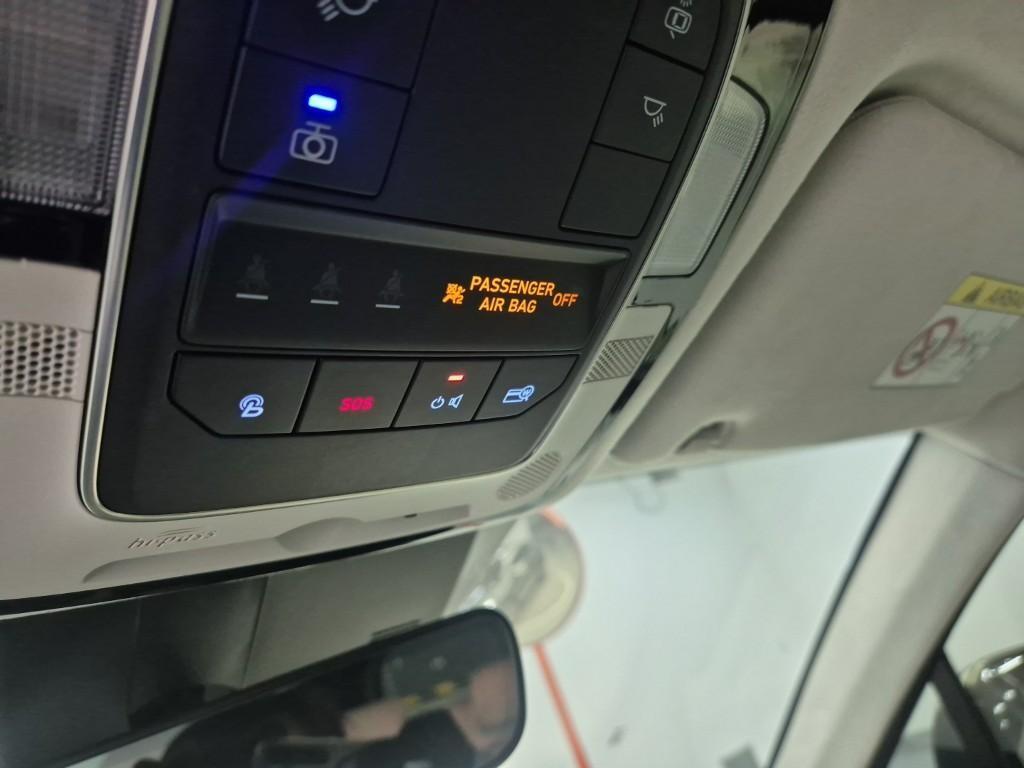 PASSENGER
AIR BAG OFF
SOS
hipass